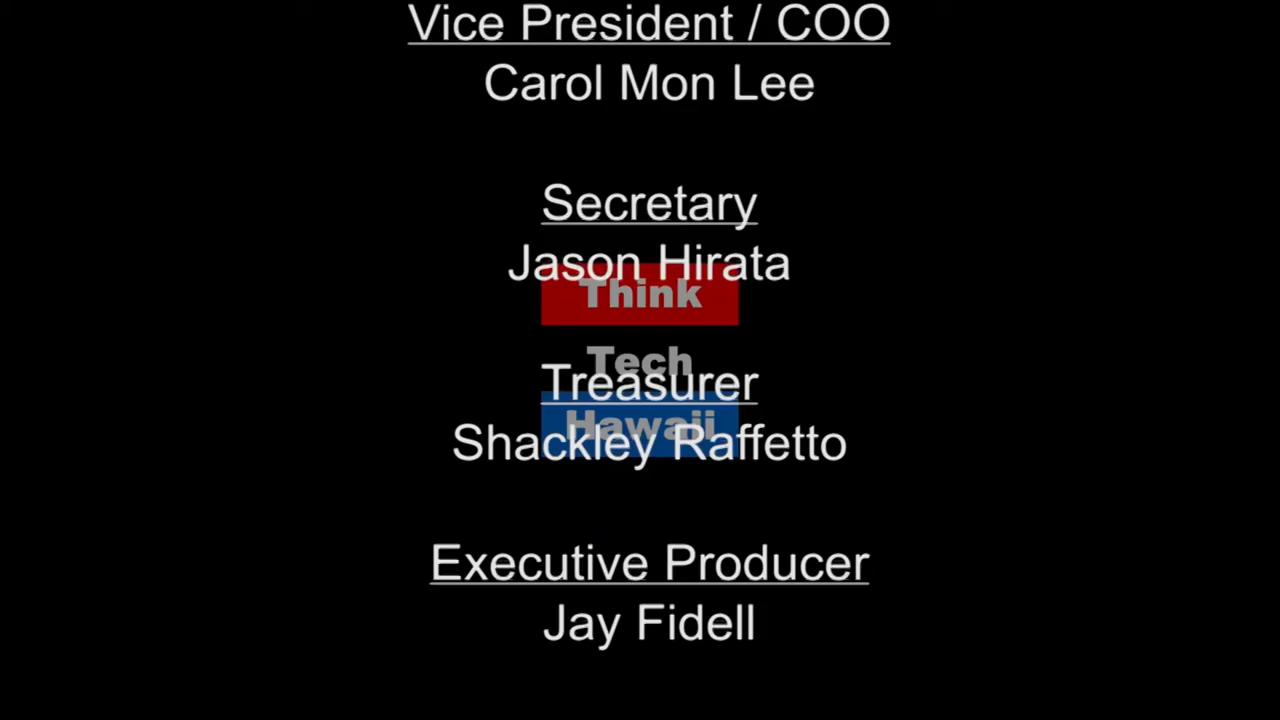 Vice President / COO
Carol Mon Lee
Secretary
Jason Hirata
Think
Tech
Treasurer
Hawaii
Shackley Raffetto
Executive Producer
Jay Fidell